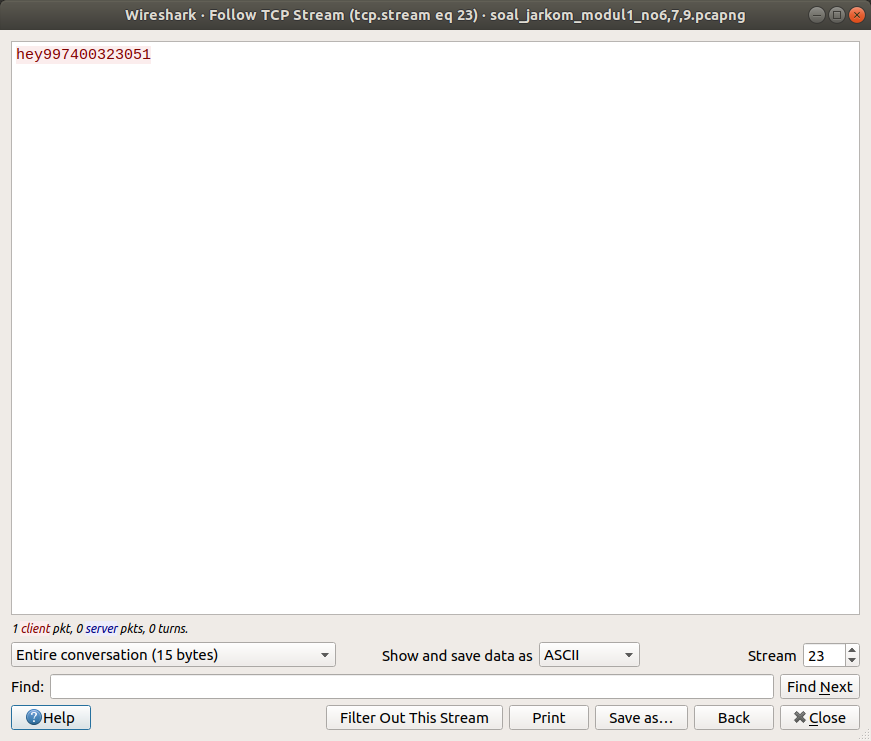 Wireshark · Follow TCP Stream (tcp.stream eq 23) · soal_jarkom_modul1_no6,7,9.pcapng
hey997400323051
1 client pkt, 0 server pkts, 0 turns.
Entire conversation (15 bytes) Show and save data as ASCII Stream 23
Find: Find Next
Help Filter Out This Stream Print Save as… Back Close